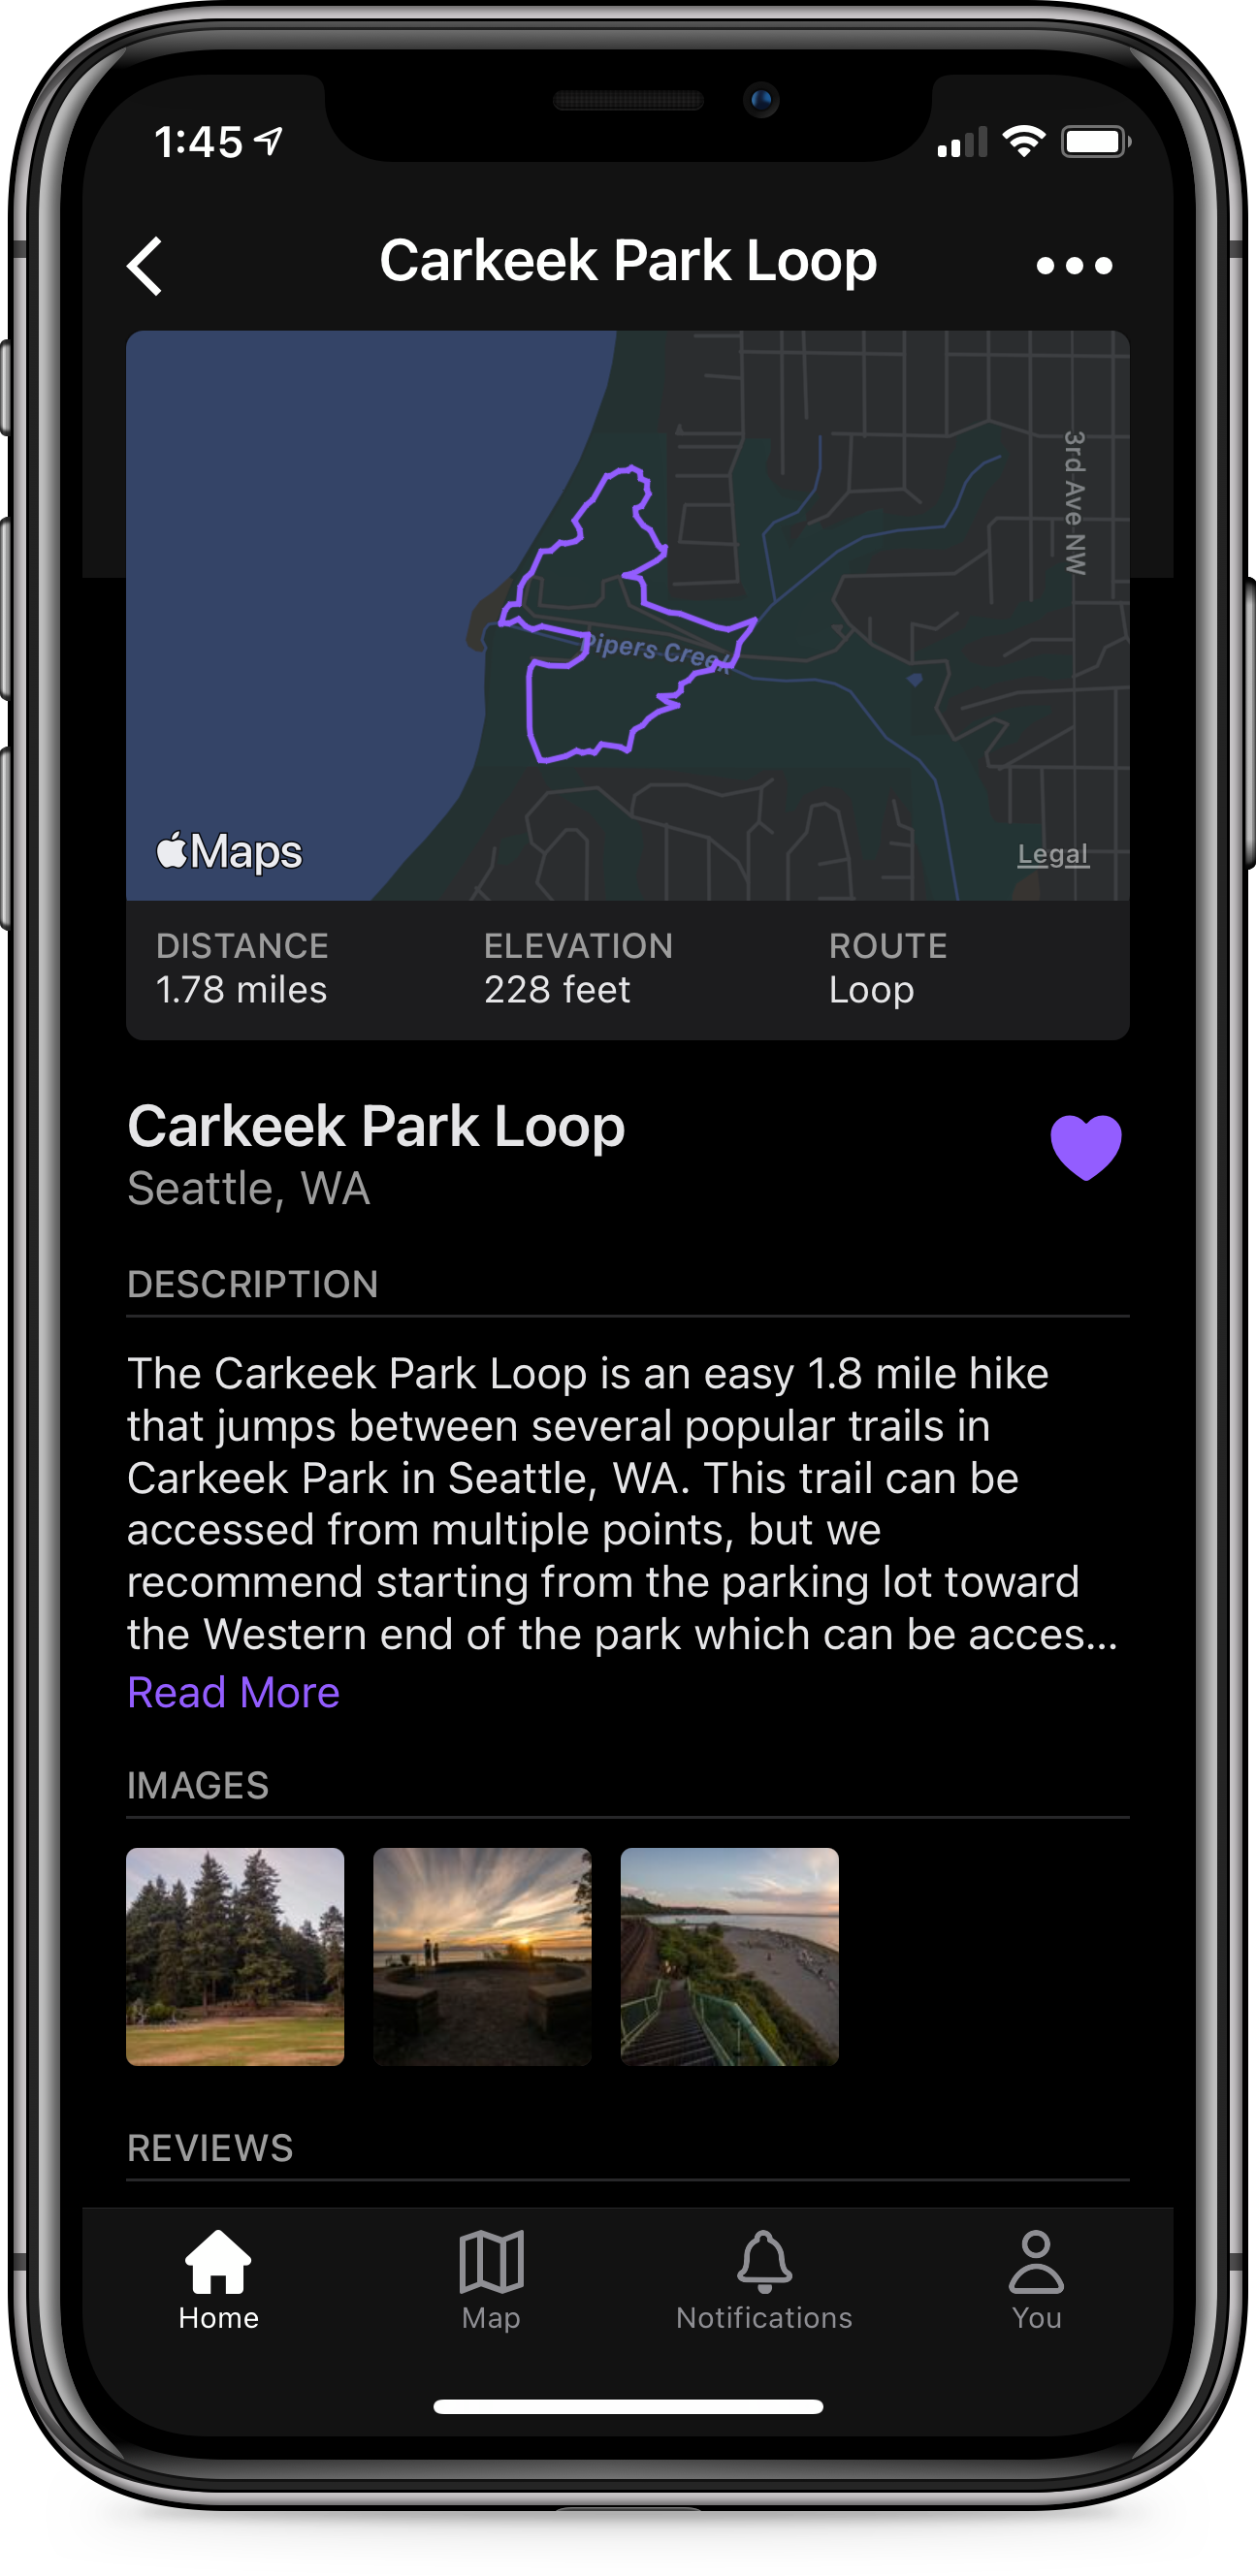 1:45
Carkeek Park Loop
3rd Ave NW
Pipers Creek
Maps
Legal
DISTANCE ELEVATION ROUTE
1.78 miles 228 feet Loop
Carkeek Park Loop
Seattle, WA
DESCRIPTION
The Carkeek Park Loop is an easy 1.8 mile hike
that jumps between several popular trails in
Carkeek Park in Seattle, WA. This trail can be
accessed from multiple points, but we
recommend starting from the parking lot toward
the Western end of the park which can be acces...
Read More
IMAGES
REVIEWS
Home Map Notifications You